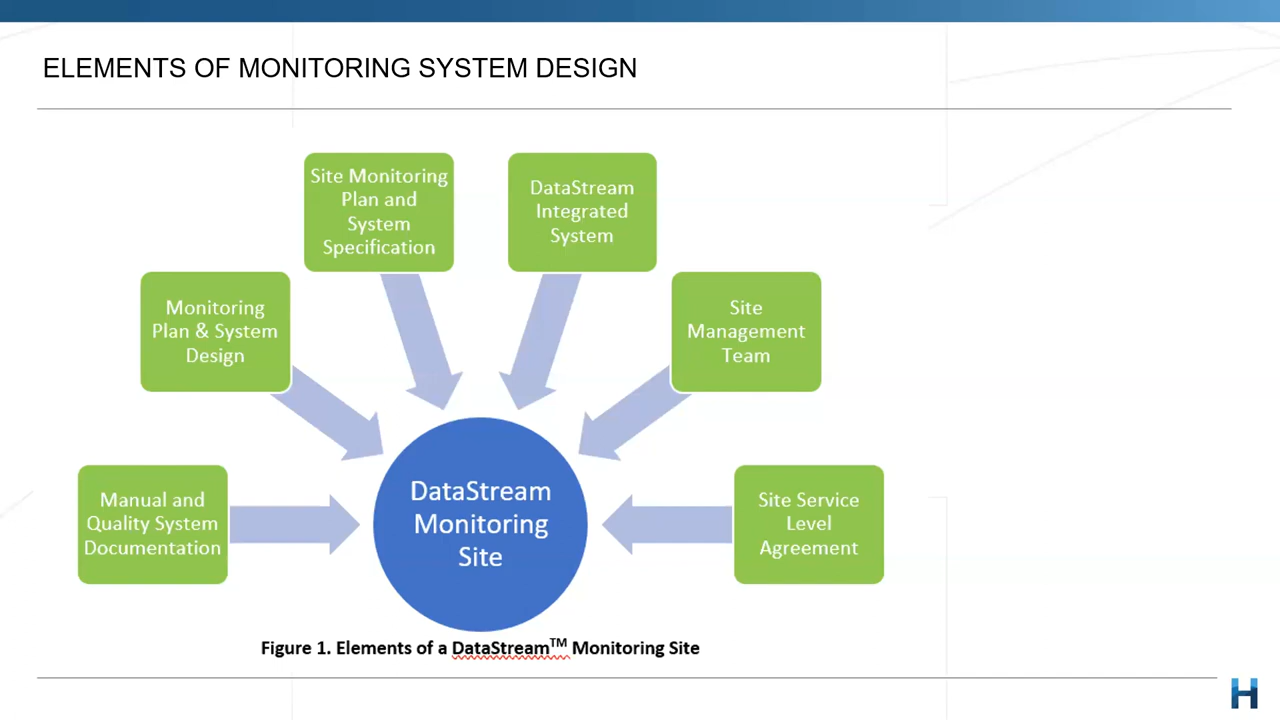 ELEMENTS OF MONITORING SYSTEM DESIGN
Site Monitoring
Plan and
System
Specification
DataStream
Integrated
System
Monitoring
Plan & System
Design
Site
Management
Team
Manual and
Quality System
Documentation
DataStream
Monitoring
Site
Site Service
Level
Agreement
Figure 1. Elements of a DataStream™ Monitoring Site
H